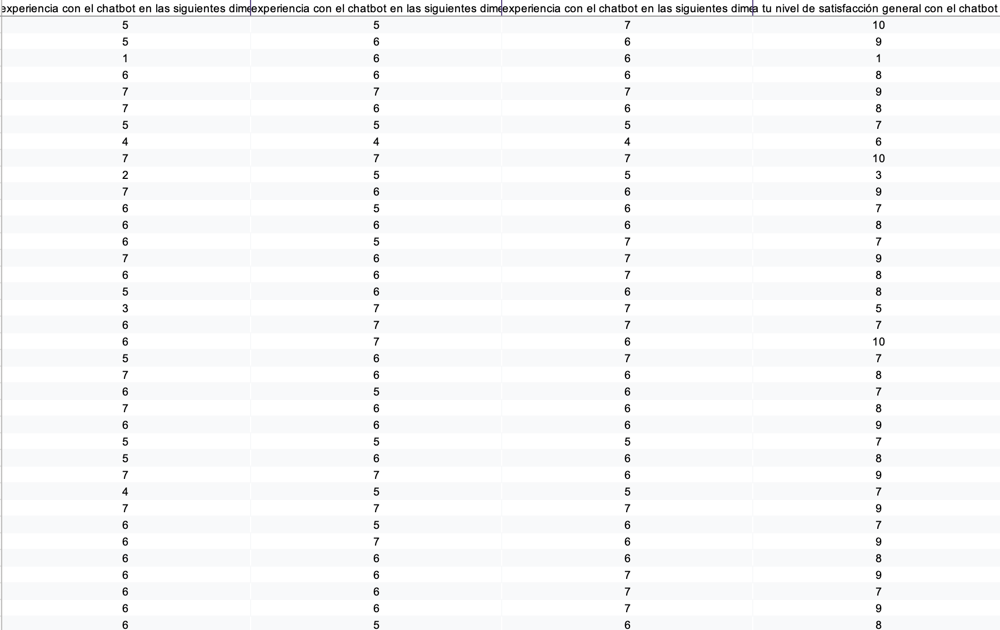 experiencia con el chatbot en las siguientes dime experiencia con el chatbot en las siguientes dime experiencia con el chatbot en las siguientes dime a tu nivel de satisfacción general con el chatbot
5 5 7 10
5 6 6 9
1 6 6 1
6 6 6 8
7 7 7 9
7 6 6 8
5 5 5 7
4 4 4 6
7 7 7 10
2 5 5 3
7 6 6 9
6 5 6 7
6 6 6 8
6 5 7 7
7 6 7 9
6 6 7 8
5 6 6 8
3 7 7 5
6 7 7 7
6 7 6 10
5 6 7 7
7 6 6 8
6 5 6 7
7 6 6 8
6 6 6 9
5 5 5 7
5 6 6 8
7 7 6 9
4 5 5 7
7 7 7 9
6 5 6 7
6 7 6 9
6 6 6 8
6 6 7 9
6 6 7 7
6 6 7 9
6 5 6 8